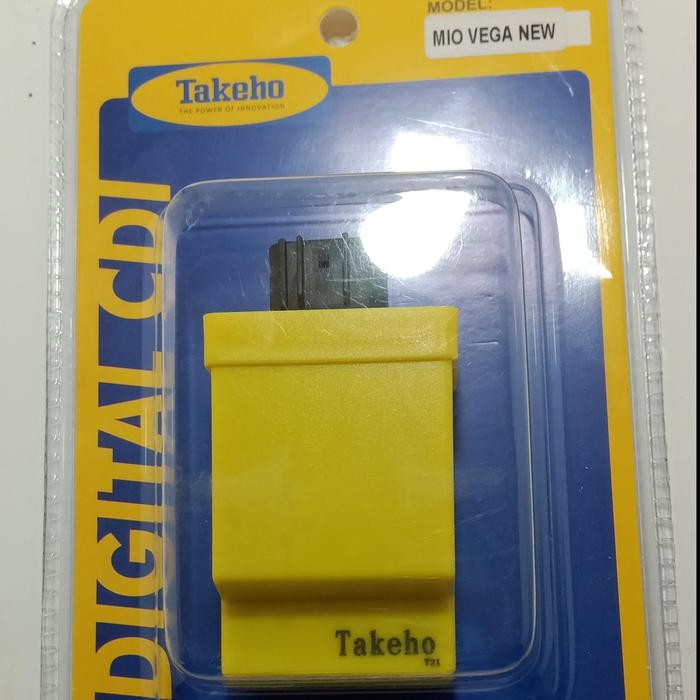 MODEL:
MIO VEGA NEW
Takeho
THE POWER OF INNOVATION
DIGITAL CDI
Takeho
T21